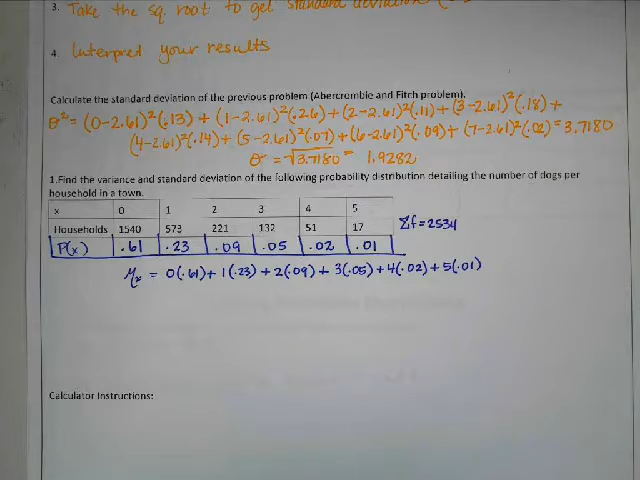 3. Take the sq. root to get standard deviation
4. Interpret your results
Calculate the standard deviation of the previous problem (Abercrombie and Fitch problem).
σ² = (0-2.61)²(.13) + (1-2.61)²(.26) + (2-2.61)²(.11) + (3-2.61)²(.18) +
(4-2.61)²(.14) + (5-2.61)²(.07) + (6-2.61)²(.09) + (7-2.61)²(.02) = 3.7180
σ = √3.7180 = 1.9282
1.Find the variance and standard deviation of the following probability distribution detailing the number of dogs per
household in a town.
x 0 1 2 3 4 5
Households 1540 573 221 132 51 17 Σf = 2534
P(x) .61 .23 .09 .05 .02 .01
μx = 0(.61) + 1(.23) + 2(.09) + 3(.05) + 4(.02) + 5(.01)
Calculator Instructions: